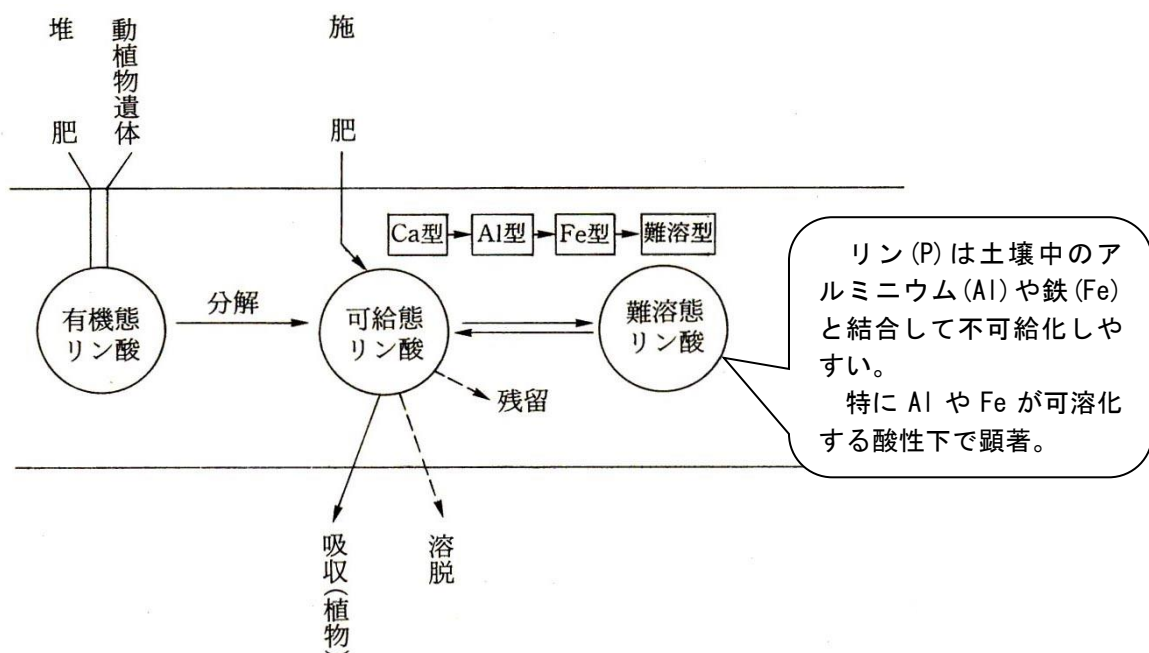 堆肥
動植物遺体
施肥
Ca型
Al型
Fe型
難溶型
有機態
リン酸
分解
可給態
リン酸
難溶態
リン酸
残留
吸収(植物)
溶脱
リン(P)は土壌中のア
ルミニウム(Al)や鉄(Fe)
と結合して不可給化しや
すい。
特に Al や Fe が可溶化
する酸性下で顕著。